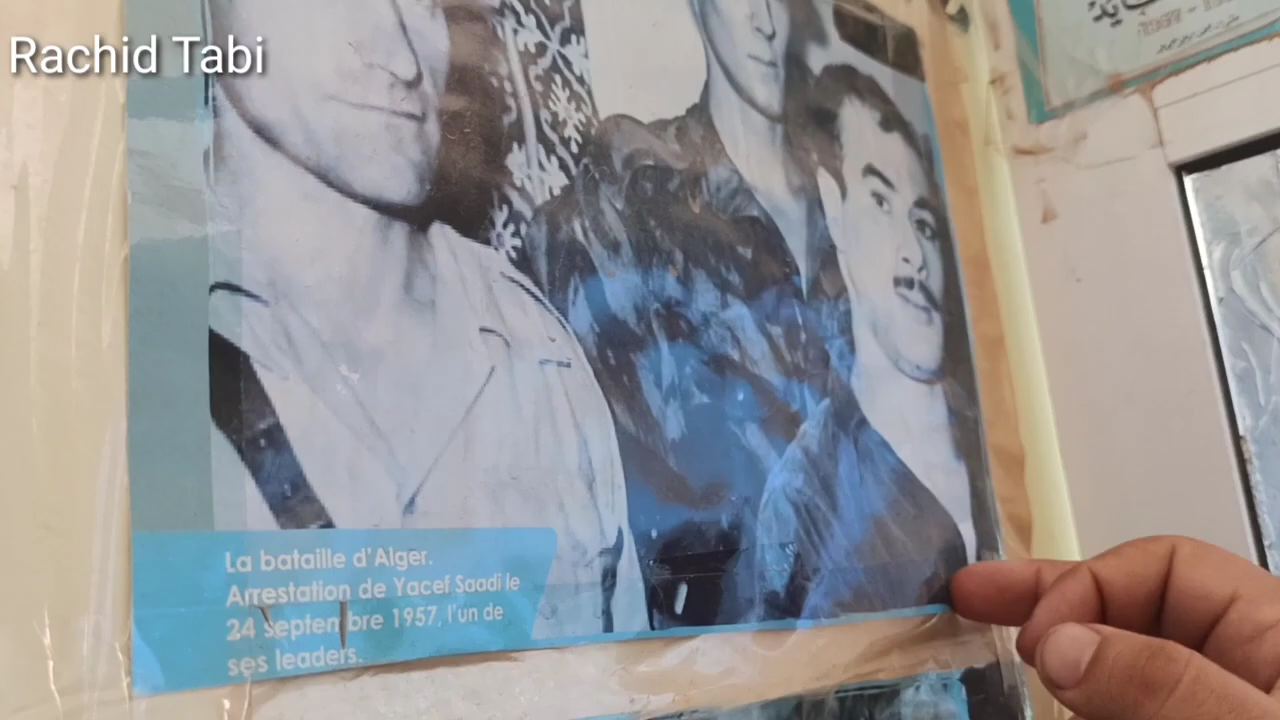 Rachid Tabi
La bataille d'Alger.
Arrestation de Yacef Saadi le
24 septembre 1957, l'un de
ses leaders.